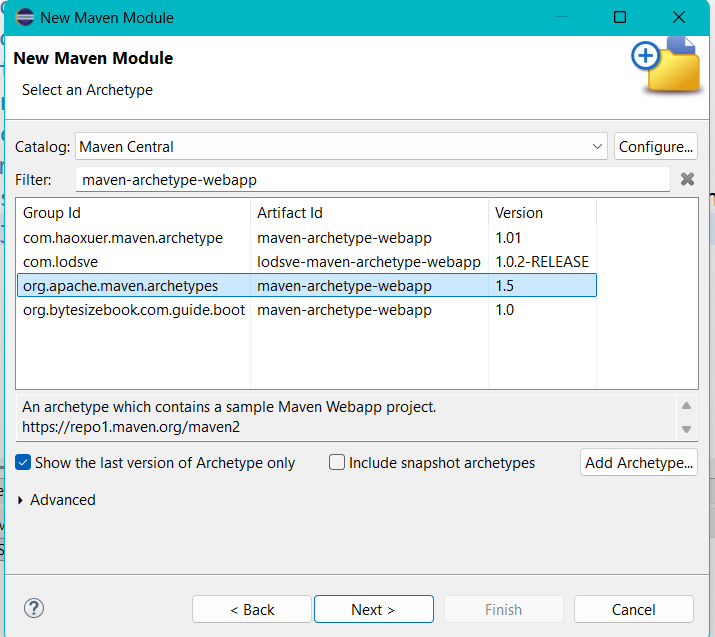 New Maven Module
New Maven Module
Select an Archetype
Catalog: Maven Central Configure...
Filter: maven-archetype-webapp
Group Id Artifact Id Version
com.haoxuer.maven.archetype maven-archetype-webapp 1.01
com.lodsve lodsve-maven-archetype-webapp 1.0.2-RELEASE
org.apache.maven.archetypes maven-archetype-webapp 1.5
org.bytesizebook.com.guide.boot maven-archetype-webapp 1.0
An archetype which contains a sample Maven Webapp project.
https://repo1.maven.org/maven2
Show the last version of Archetype only Include snapshot archetypes Add Archetype...
Advanced
? < Back Next > Finish Cancel